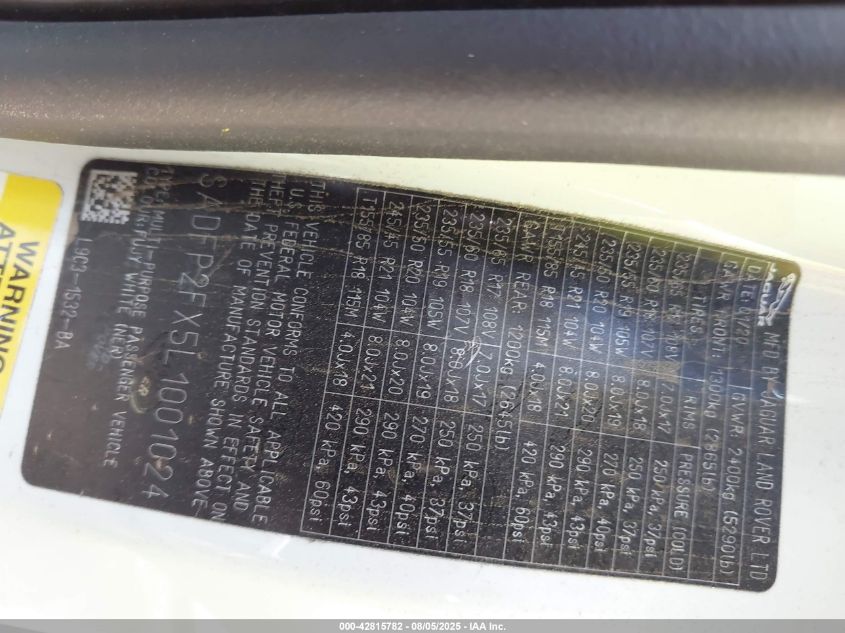 JAGUAR
MFD BY JAGUAR LAND ROVER LTD
DATE: 01/20 GVWR: 2400kg (5290lb)
GAWR FRONT: 1300kg (2865lb)
TIRES RIMS PRESSURE (COLD)
235/65 R17 108V 7.0Jx17 250 kPa, 37psi
235/60 R18 107V 8.0Jx18 250 kPa, 37psi
235/55 R19 105W 8.0Jx19 270 kPa, 40psi
235/50 R20 104W 8.0Jx20 290 kPa, 43psi
245/45 R21 104W 8.0Jx21 290 kPa, 43psi
T155/85 R18 115M 4.0Jx18 420 kPa, 60psi
GAWR REAR: 1200kg (2645lb)
235/65 R17 108V 7.0Jx17 250 kPa, 37psi
235/60 R18 107V 8.0Jx18 250 kPa, 37psi
235/55 R19 105W 8.0Jx19 270 kPa, 40psi
235/50 R20 104W 8.0Jx20 290 kPa, 43psi
245/45 R21 104W 8.0Jx21 290 kPa, 43psi
T155/85 R18 115M 4.0Jx18 420 kPa, 60psi
THIS VEHICLE CONFORMS TO ALL APPLICABLE
U.S. FEDERAL MOTOR VEHICLE SAFETY AND
THEFT PREVENTION STANDARDS IN EFFECT ON
THE DATE OF MANUFACTURE SHOWN ABOVE.
SADFP2FX5L1001024
TYPE:MULTI-PURPOSE PASSENGER VEHICLE
COLOUR:FUJI WHITE (NER)
L8C3-1532-BA
WARNING
000-42815782 - 08/05/2025 - IAA Inc.